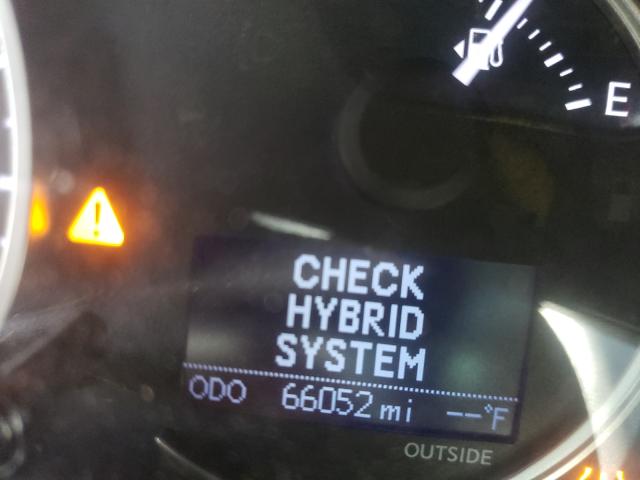 E
CHECK
HYBRID
SYSTEM
ODO 66052 mi --°F
OUTSIDE